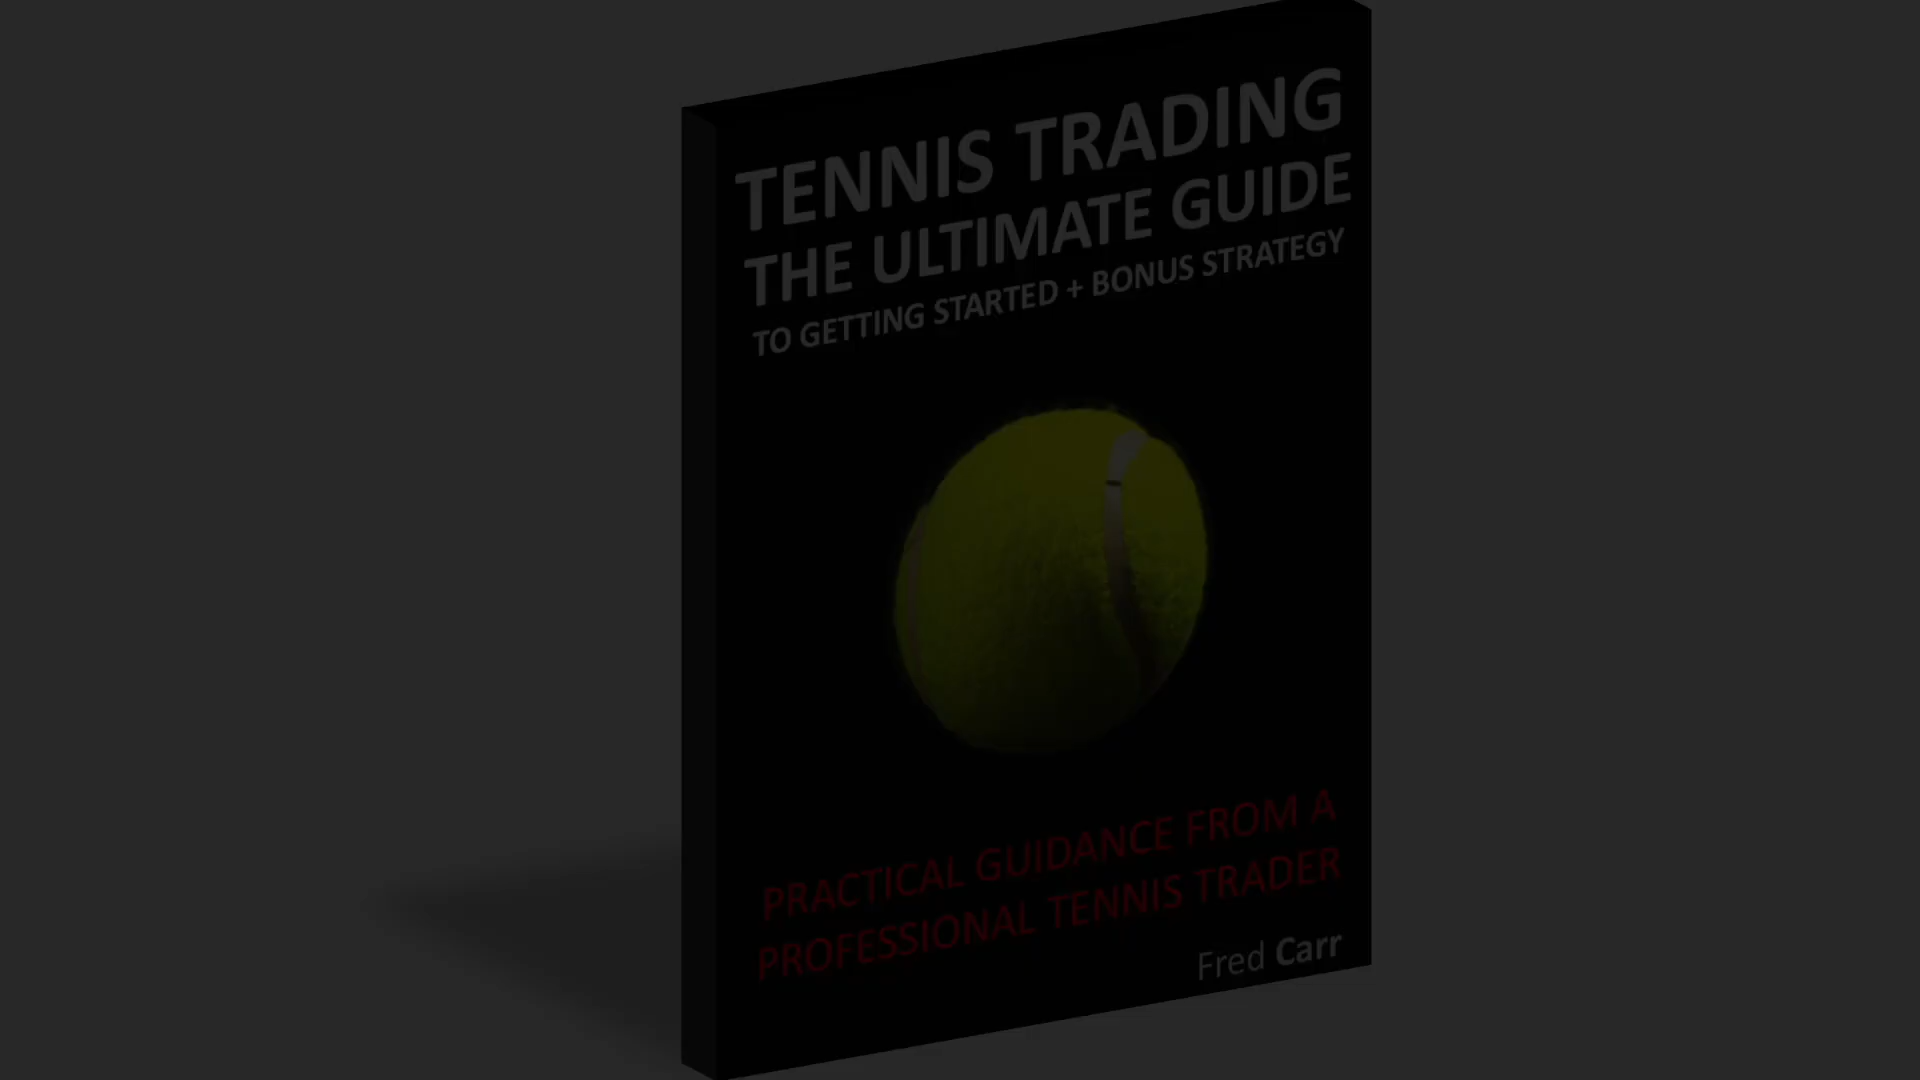 TENNIS TRADING
THE ULTIMATE GUIDE
TO GETTING STARTED + BONUS STRATEGY
PRACTICAL GUIDANCE FROM A
PROFESSIONAL TENNIS TRADER
Fred Carr